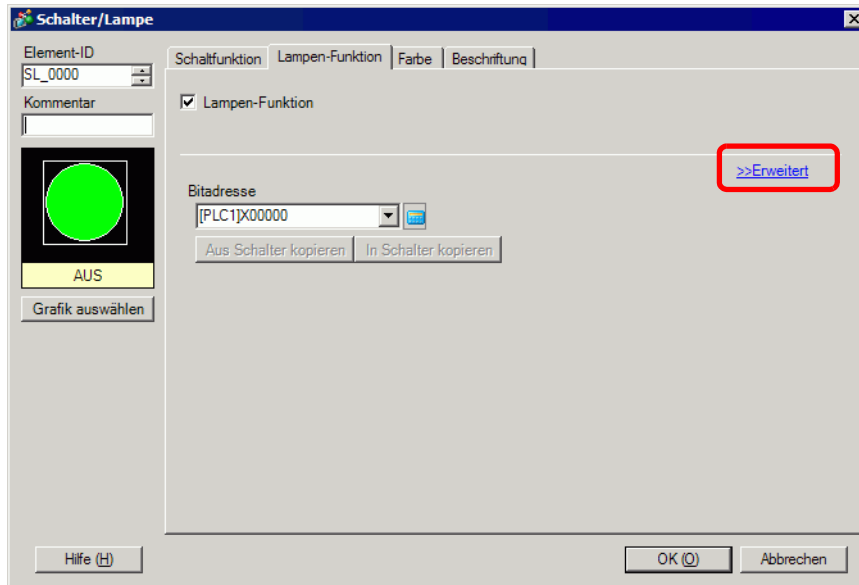 Schalter/Lampe
Element-ID
SL_0000
Kommentar
AUS
Grafik auswählen
Schaltfunktion Lampen-Funktion Farbe Beschriftung
Lampen-Funktion
>>Erweitert
Bitadresse
[PLC1]X00000
Aus Schalter kopieren In Schalter kopieren
Hilfe (H) OK (O) Abbrechen